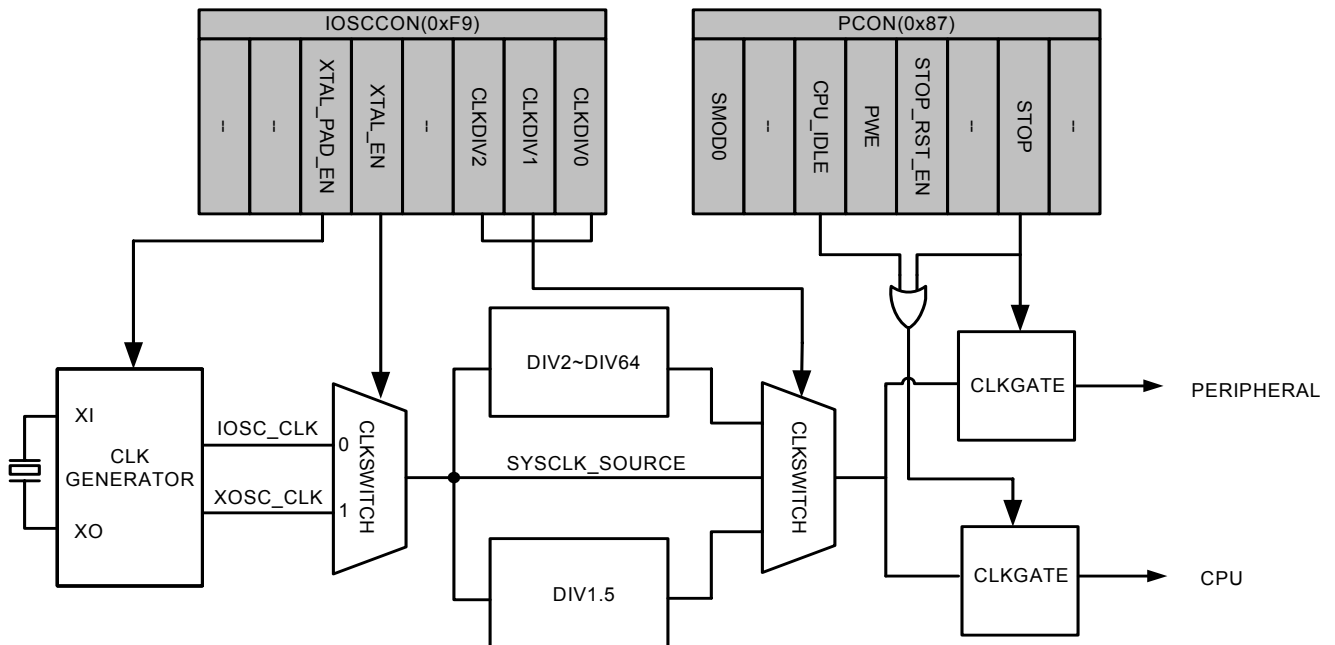 IOSCCON(0xF9)
--
--
XTAL_PAD_EN
XTAL_EN
--
CLKDIV2
CLKDIV1
CLKDIV0
PCON(0x87)
SMOD0
--
CPU_IDLE
PWE
STOP_RST_EN
--
STOP
--
XI
CLK
GENERATOR
XO
IOSC_CLK
XOSC_CLK
0
1
CLKSWITCH
DIV2~DIV64
SYSCLK_SOURCE
DIV1.5
CLKSWITCH
CLKGATE
PERIPHERAL
CLKGATE
CPU